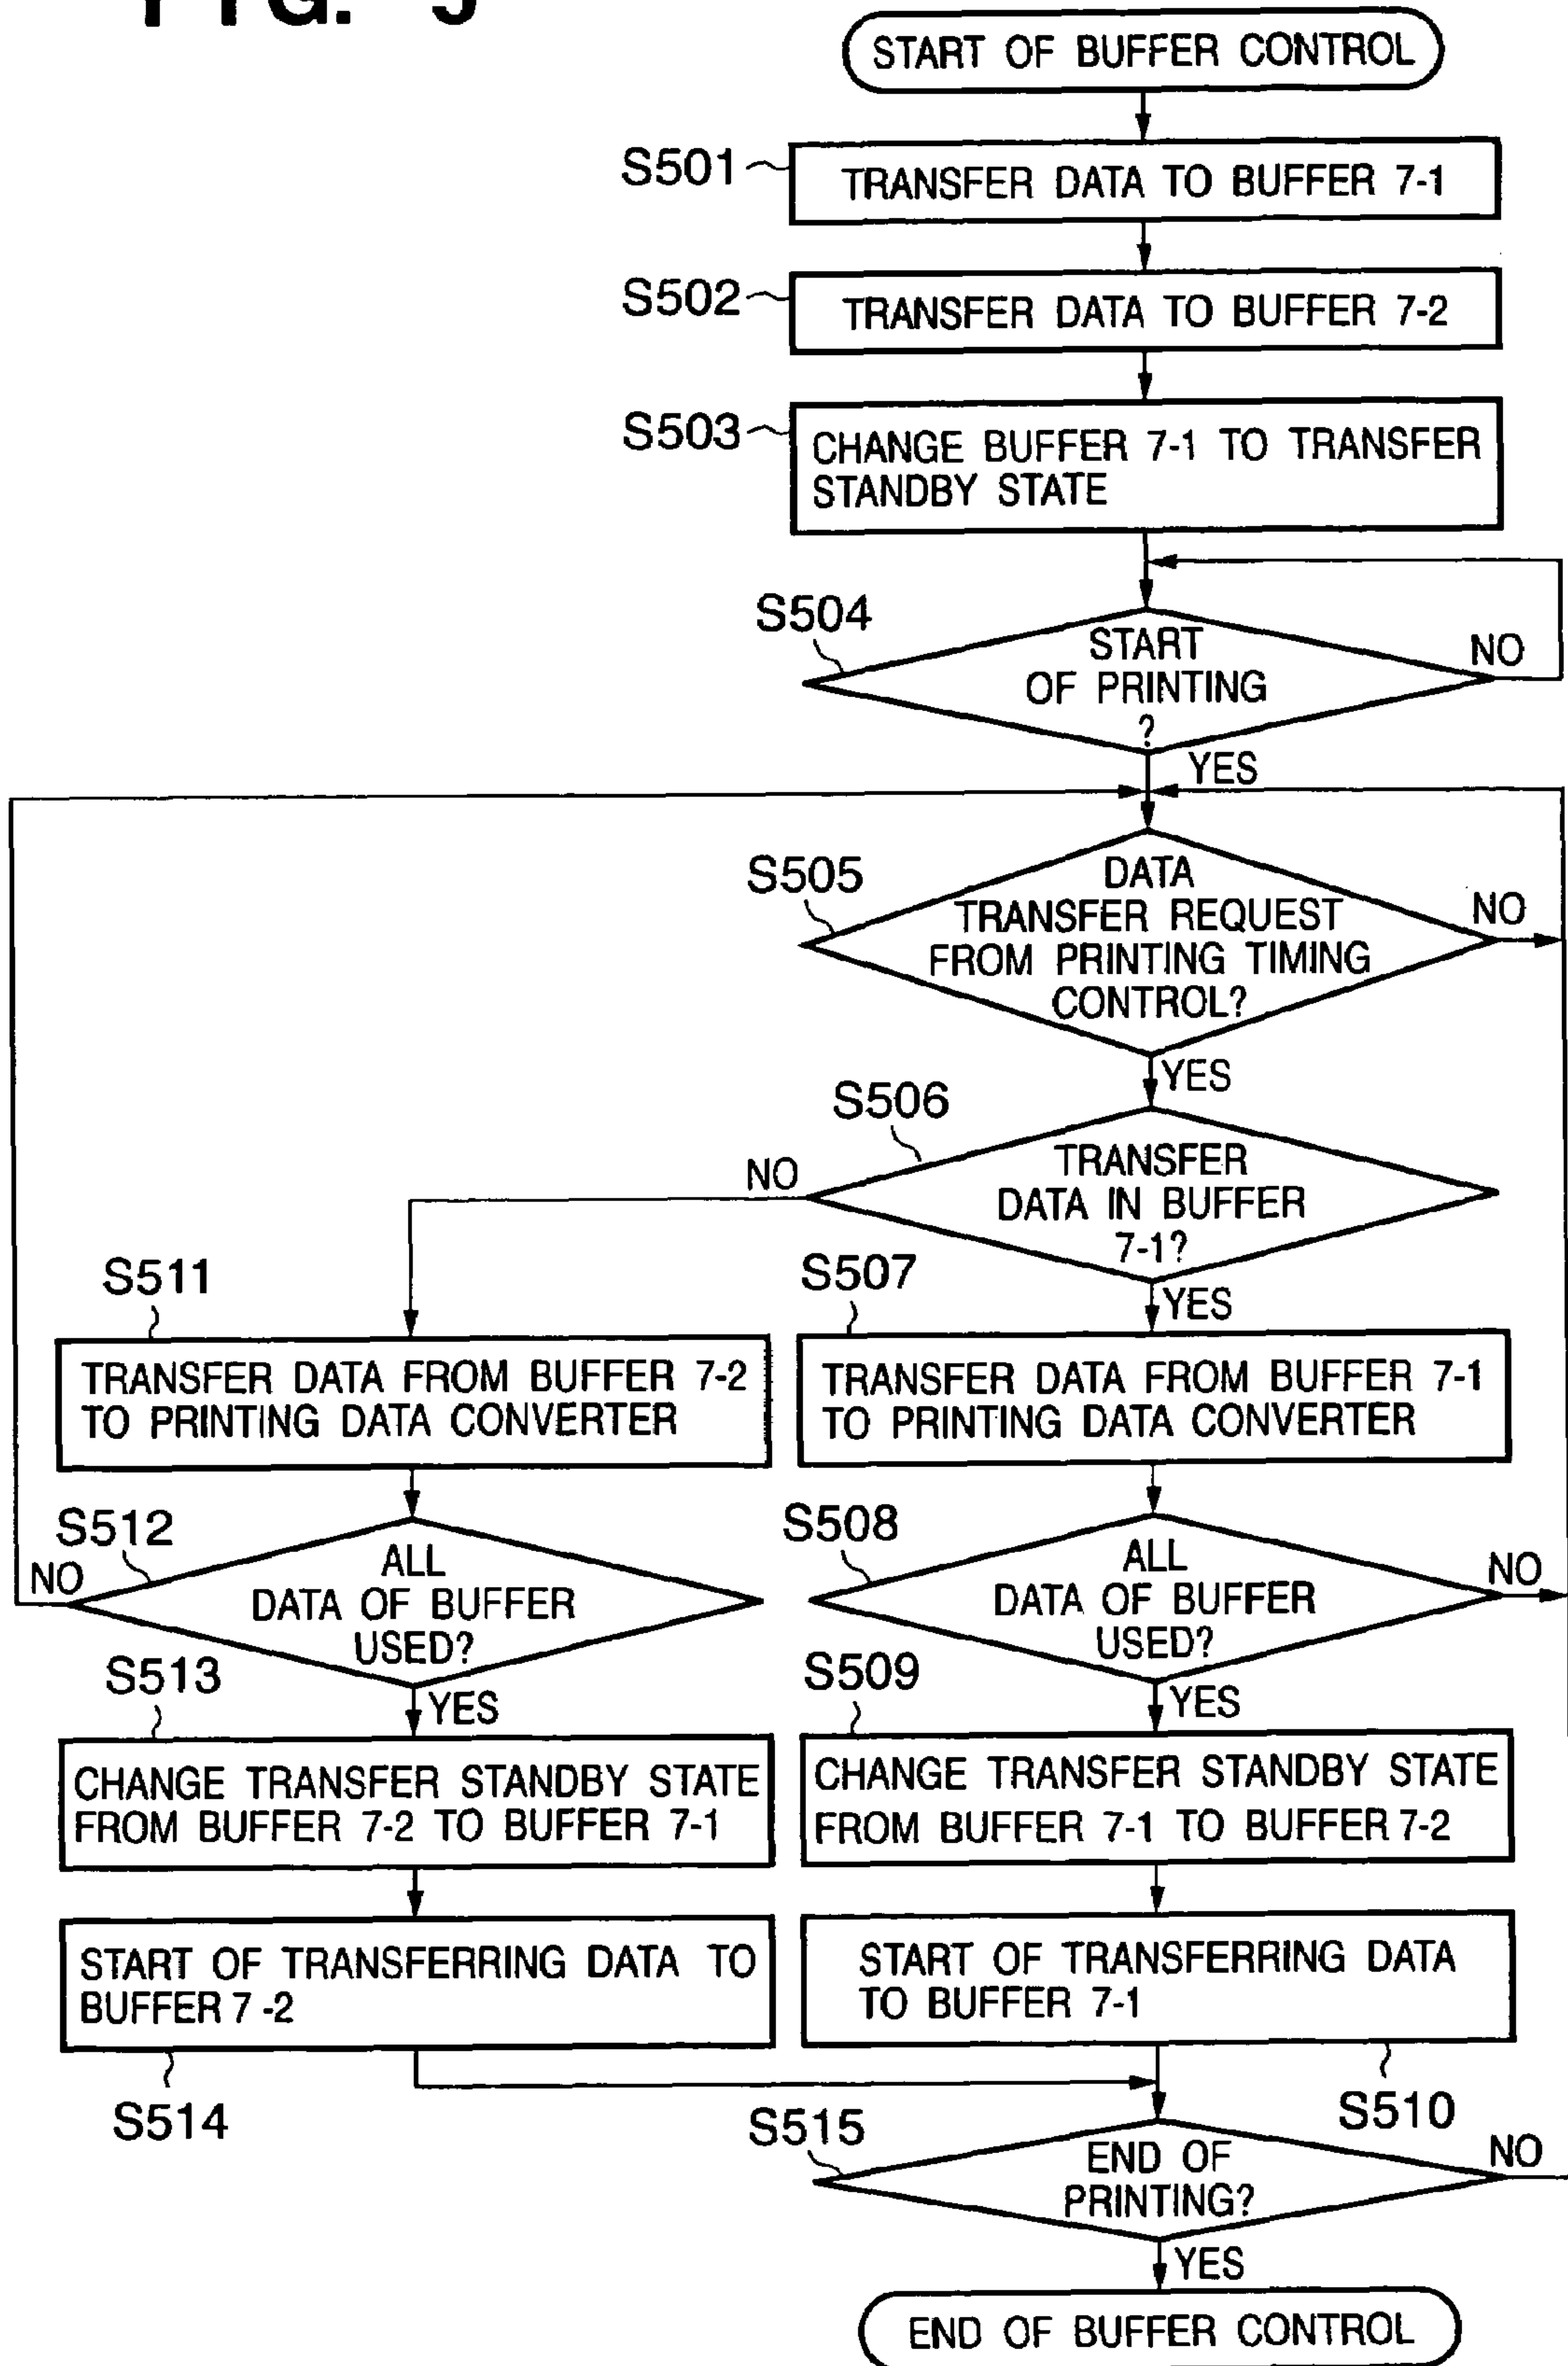 FIG. 5
START OF BUFFER CONTROL
S501
TRANSFER DATA TO BUFFER 7-1
S502
TRANSFER DATA TO BUFFER 7-2
S503
CHANGE BUFFER 7-1 TO TRANSFER
STANDBY STATE
S504
START
OF PRINTING
?
NO
YES
S505
DATA
TRANSFER REQUEST
FROM PRINTING TIMING
CONTROL?
NO
YES
S506
TRANSFER
DATA IN BUFFER
7-1?
NO
YES
S511
TRANSFER DATA FROM BUFFER 7-2
TO PRINTING DATA CONVERTER
S507
TRANSFER DATA FROM BUFFER 7-1
TO PRINTING DATA CONVERTER
S512
ALL
DATA OF BUFFER
USED?
NO
YES
S508
ALL
DATA OF BUFFER
USED?
NO
YES
S513
CHANGE TRANSFER STANDBY STATE
FROM BUFFER 7-2 TO BUFFER 7-1
S509
CHANGE TRANSFER STANDBY STATE
FROM BUFFER 7-1 TO BUFFER 7-2
START OF TRANSFERRING DATA TO
BUFFER 7-2
S514
START OF TRANSFERRING DATA
TO BUFFER 7-1
S510
S515
END OF
PRINTING?
NO
YES
END OF BUFFER CONTROL